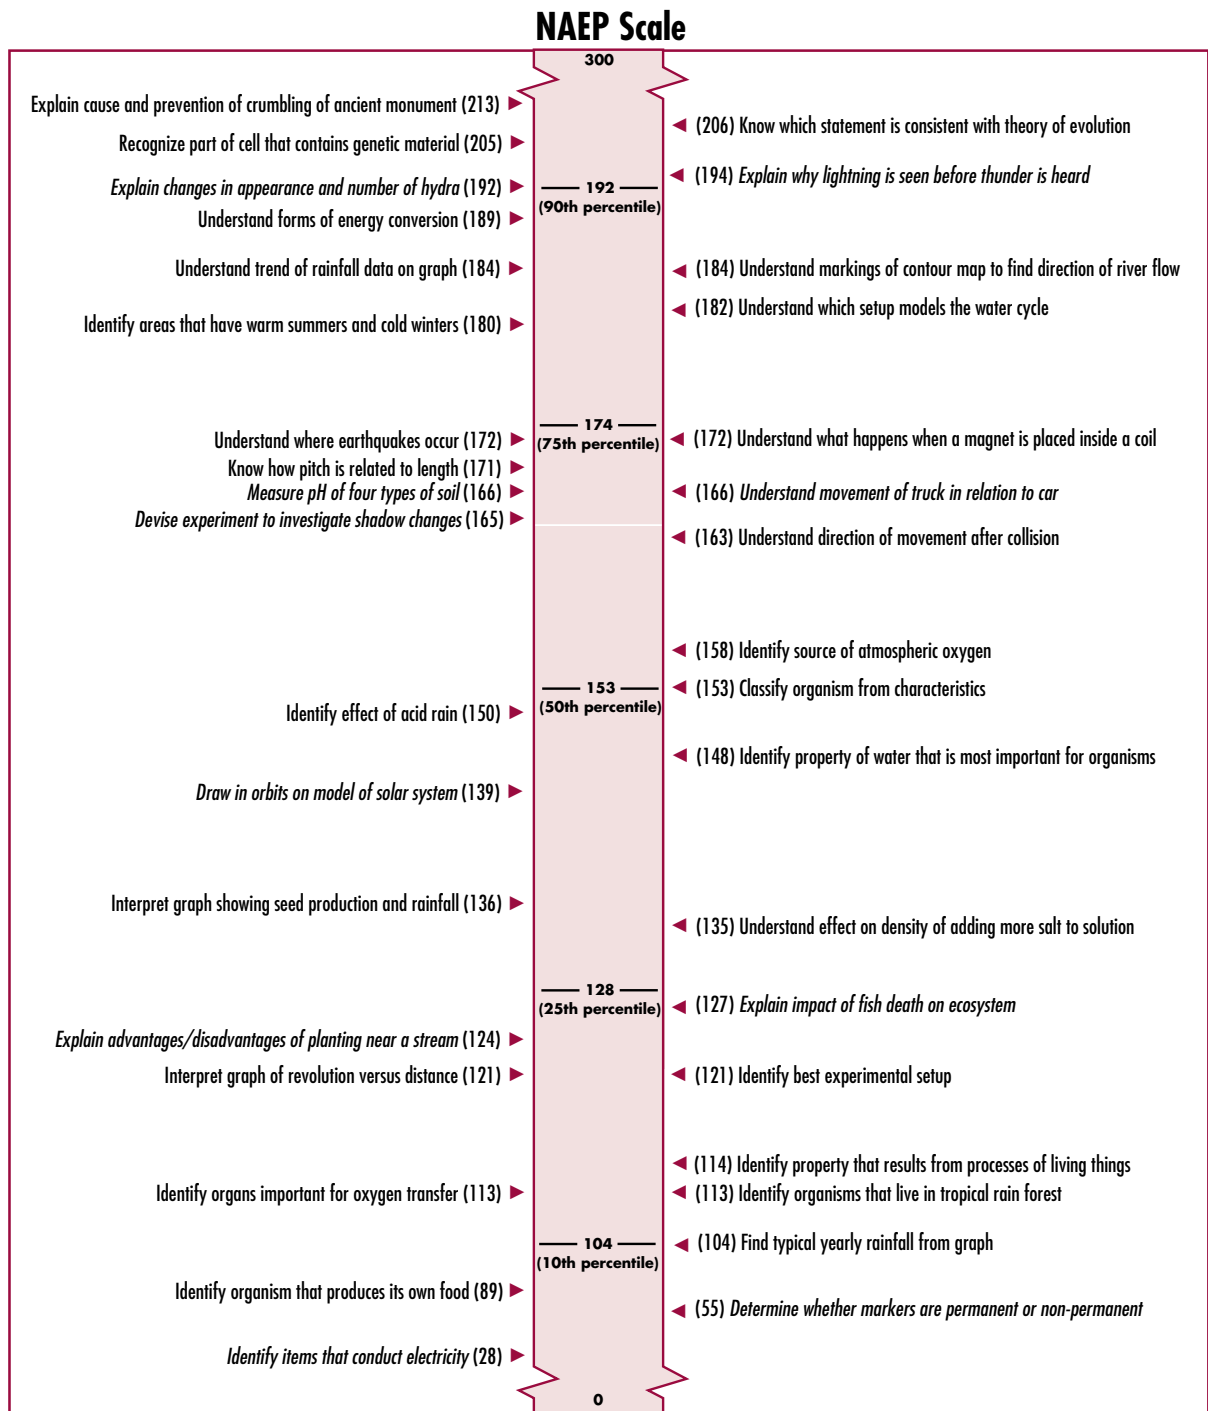 NAEP Scale
300
Explain cause and prevention of crumbling of ancient monument (213)
(206) Know which statement is consistent with theory of evolution
Recognize part of cell that contains genetic material (205)
(194) Explain why lightning is seen before thunder is heard
Explain changes in appearance and number of hydra (192)
192
(90th percentile)
Understand forms of energy conversion (189)
Understand trend of rainfall data on graph (184)
(184) Understand markings of contour map to find direction of river flow
(182) Understand which setup models the water cycle
Identify areas that have warm summers and cold winters (180)
174
(75th percentile)
Understand where earthquakes occur (172)
(172) Understand what happens when a magnet is placed inside a coil
Know how pitch is related to length (171)
Measure pH of four types of soil (166)
(166) Understand movement of truck in relation to car
Devise experiment to investigate shadow changes (165)
(163) Understand direction of movement after collision
(158) Identify source of atmospheric oxygen
153
(50th percentile)
(153) Classify organism from characteristics
Identify effect of acid rain (150)
(148) Identify property of water that is most important for organisms
Draw in orbits on model of solar system (139)
Interpret graph showing seed production and rainfall (136)
(135) Understand effect on density of adding more salt to solution
128
(25th percentile)
(127) Explain impact of fish death on ecosystem
Explain advantages/disadvantages of planting near a stream (124)
Interpret graph of revolution versus distance (121)
(121) Identify best experimental setup
(114) Identify property that results from processes of living things
Identify organs important for oxygen transfer (113)
(113) Identify organisms that live in tropical rain forest
104
(10th percentile)
(104) Find typical yearly rainfall from graph
Identify organism that produces its own food (89)
(55) Determine whether markers are permanent or non-permanent
Identify items that conduct electricity (28)
0